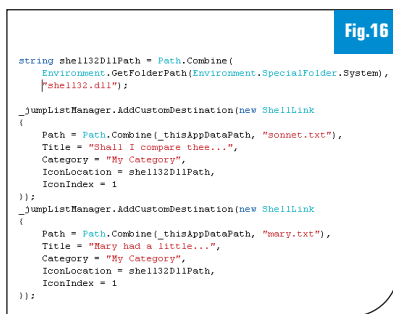 Fig.16
string shell32DllPath = Path.Combine(
Environment.GetFolderPath(Environment.SpecialFolder.System),
"shell32.dll");
_jumpListManager.AddCustomDestination(new ShellLink
{
Path = Path.Combine(_thisAppDataPath, "sonnet.txt"),
Title = "Shall I compare thee...",
Category = "My Category",
IconLocation = shell32DllPath,
IconIndex = 1
));
_jumpListManager.AddCustomDestination(new ShellLink
{
Path = Path.Combine(_thisAppDataPath, "mary.txt"),
Title = "Mary had a little...",
Category = "My Category",
IconLocation = shell32DllPath,
IconIndex = 1
));